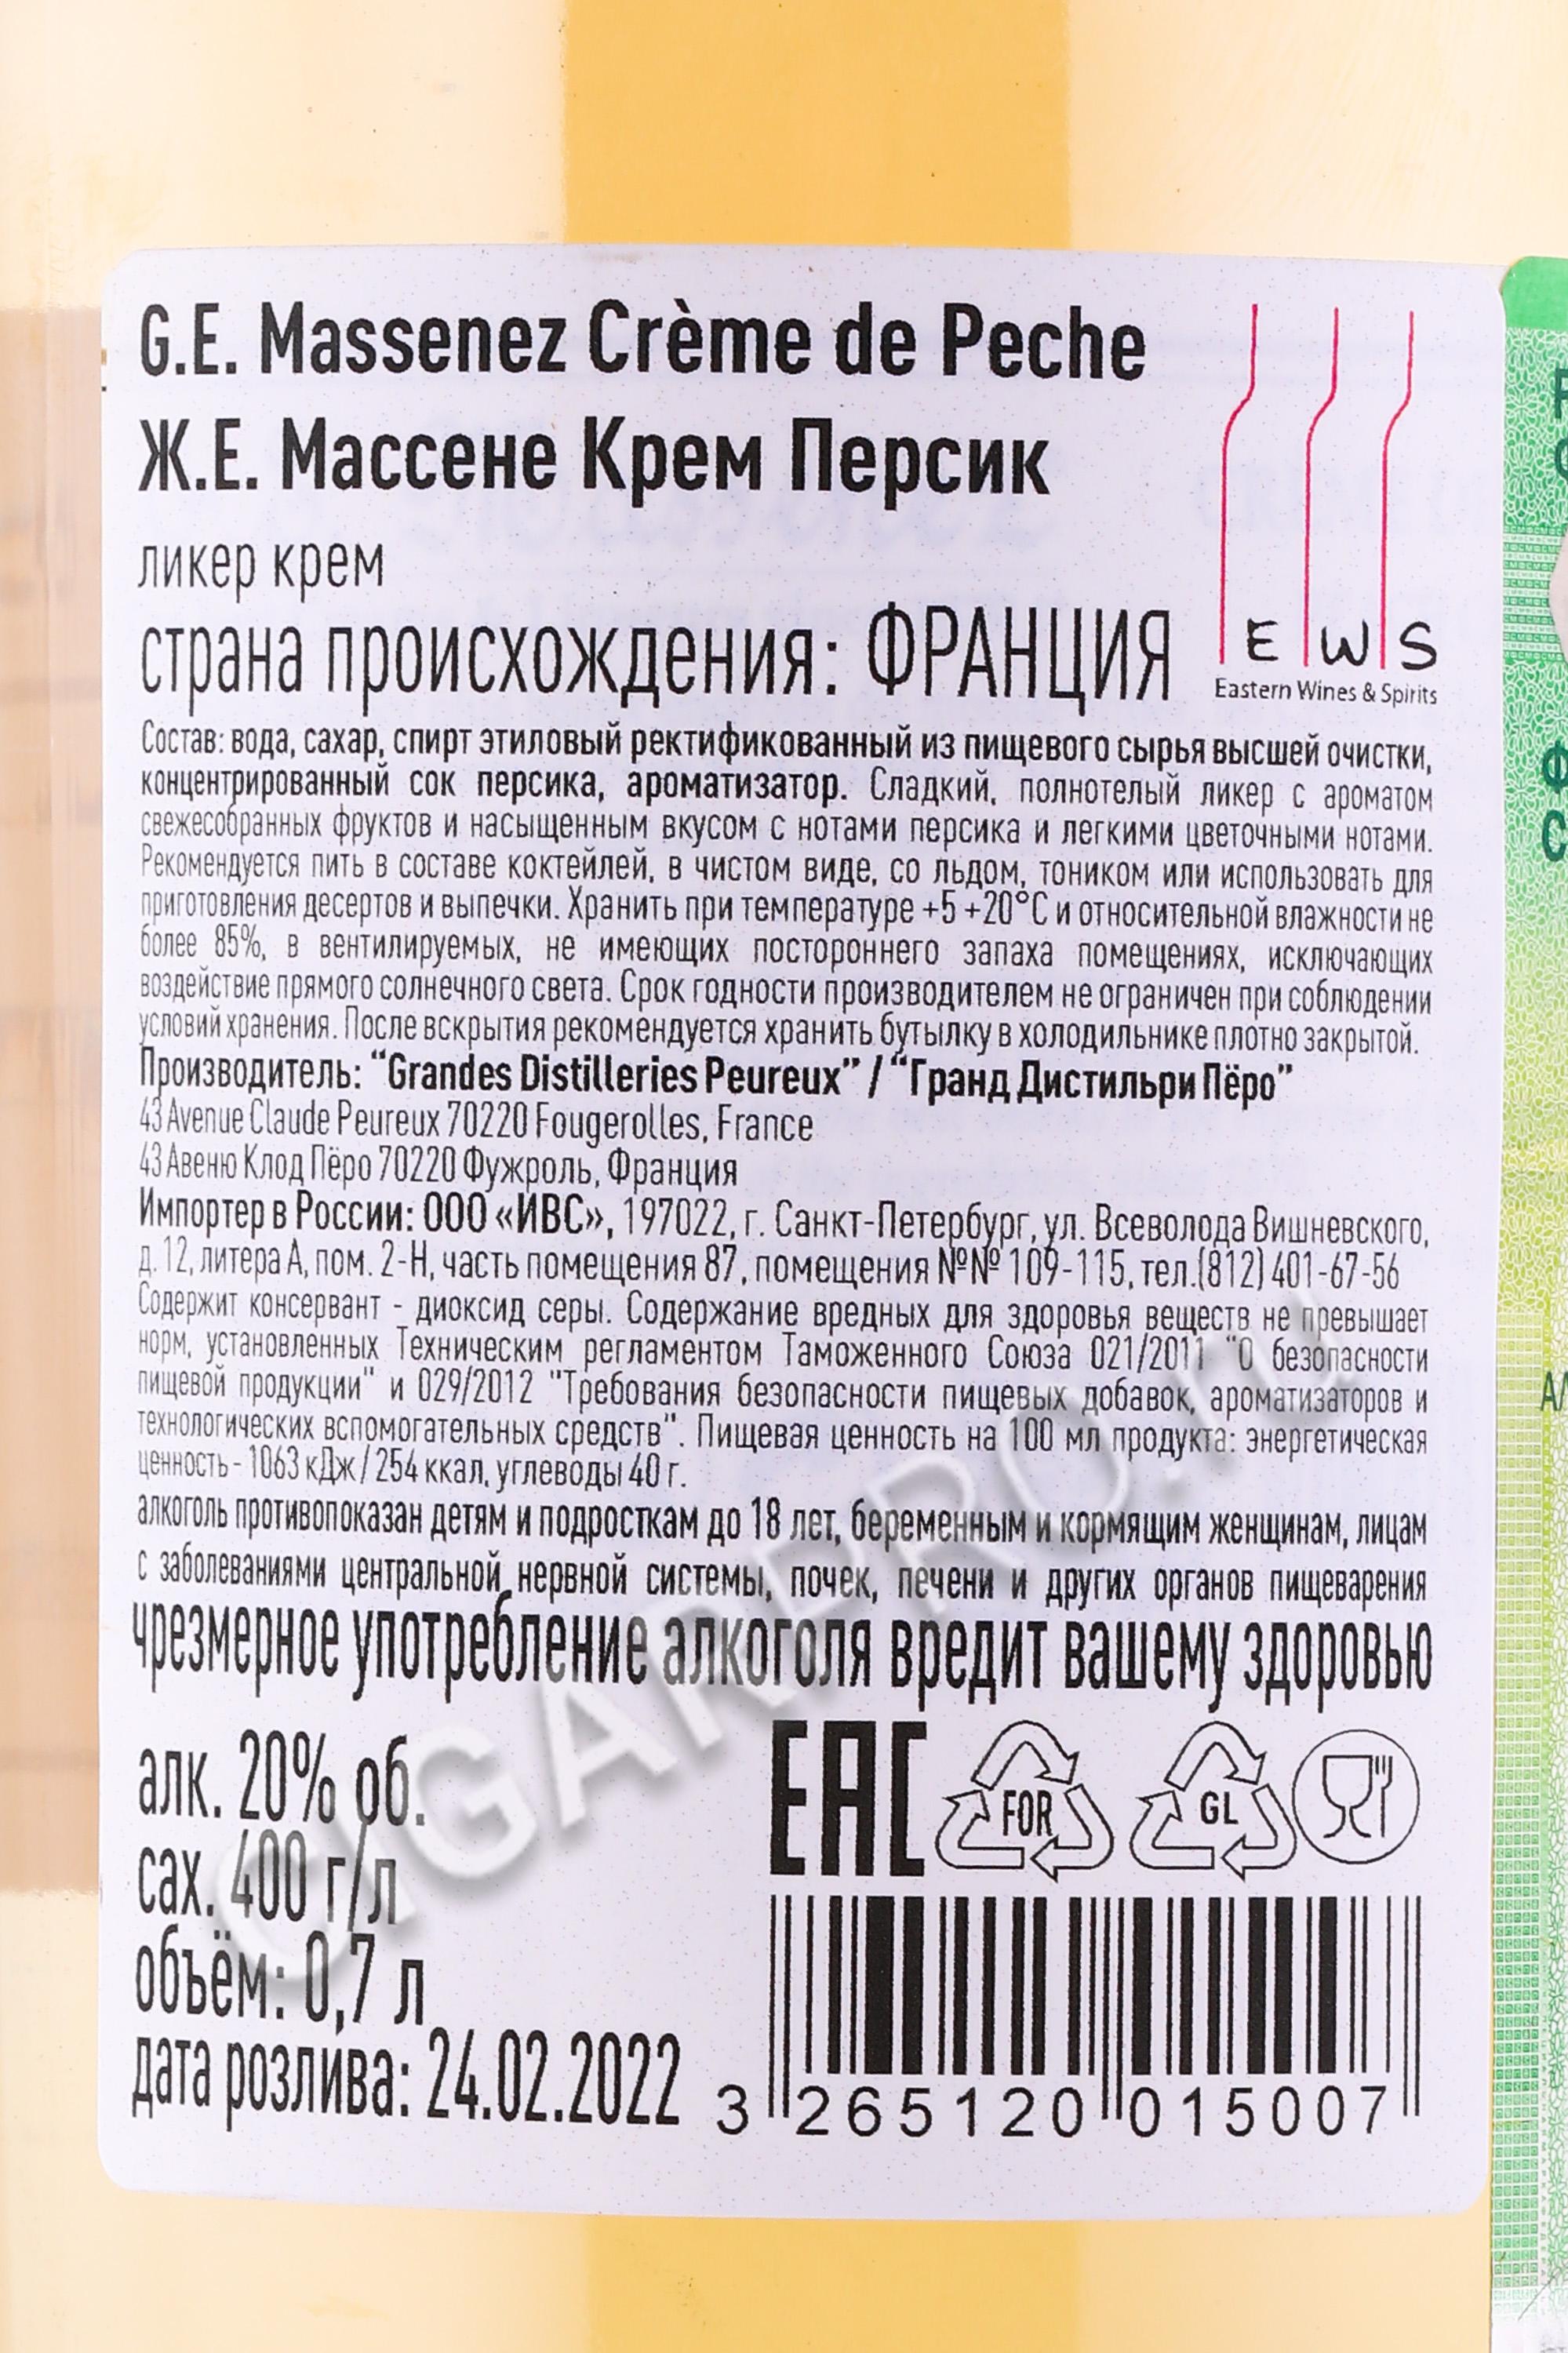 G.E. Massenez Crème de Peche
Ж.Е. Массене Крем Персик
ликер крем
страна происхождения: ФРАНЦИЯ
E W S
Eastern Wines & Spirits
Состав: вода, сахар, спирт этиловый ректификованный из пищевого сырья высшей очистки,
концентрированный сок персика, ароматизатор. Сладкий, полнотелый ликер с ароматом
свежесобранных фруктов и насыщенным вкусом с нотами персика и легкими цветочными нотами.
Рекомендуется пить в составе коктейлей, в чистом виде, со льдом, тоником или использовать для
приготовления десертов и выпечки. Хранить при температуре +5 +20°С и относительной влажности не
более 85%, в вентилируемых, не имеющих постороннего запаха помещениях, исключающих
воздействие прямого солнечного света. Срок годности производителем не ограничен при соблюдении
условий хранения. После вскрытия рекомендуется хранить бутылку в холодильнике плотно закрытой.
Производитель: “Grandes Distilleries Peureux” / “Гранд Дистильри Пёро”
43 Avenue Claude Peureux 70220 Fougerolles, France
43 Авеню Клод Пёро 70220 Фужроль, Франция
Импортер в России: ООО «ИВС», 197022, г. Санкт-Петербург, ул. Всеволода Вишневского,
д. 12, литера А, пом. 2-Н, часть помещения 87, помещения №№ 109-115, тел.(812) 401-67-56
Содержит консервант - диоксид серы. Содержание вредных для здоровья веществ не превышает
норм, установленных Техническим регламентом Таможенного Союза 021/2011 "О безопасности
пищевой продукции" и 029/2012 "Требования безопасности пищевых добавок, ароматизаторов и
технологических вспомогательных средств". Пищевая ценность на 100 мл продукта: энергетическая
ценность - 1063 кДж / 254 ккал, углеводы 40 г.
алкоголь противопоказан детям и подросткам до 18 лет, беременным и кормящим женщинам, лицам
с заболеваниями центральной нервной системы, почек, печени и других органов пищеварения
чрезмерное употребление алкоголя вредит вашему здоровью
алк. 20% об.
сах. 400 г/л
объём: 0,7 л
дата розлива: 24.02.2022
EAC
FOR
GL
3 265120 015007
CIGARPRO.ru